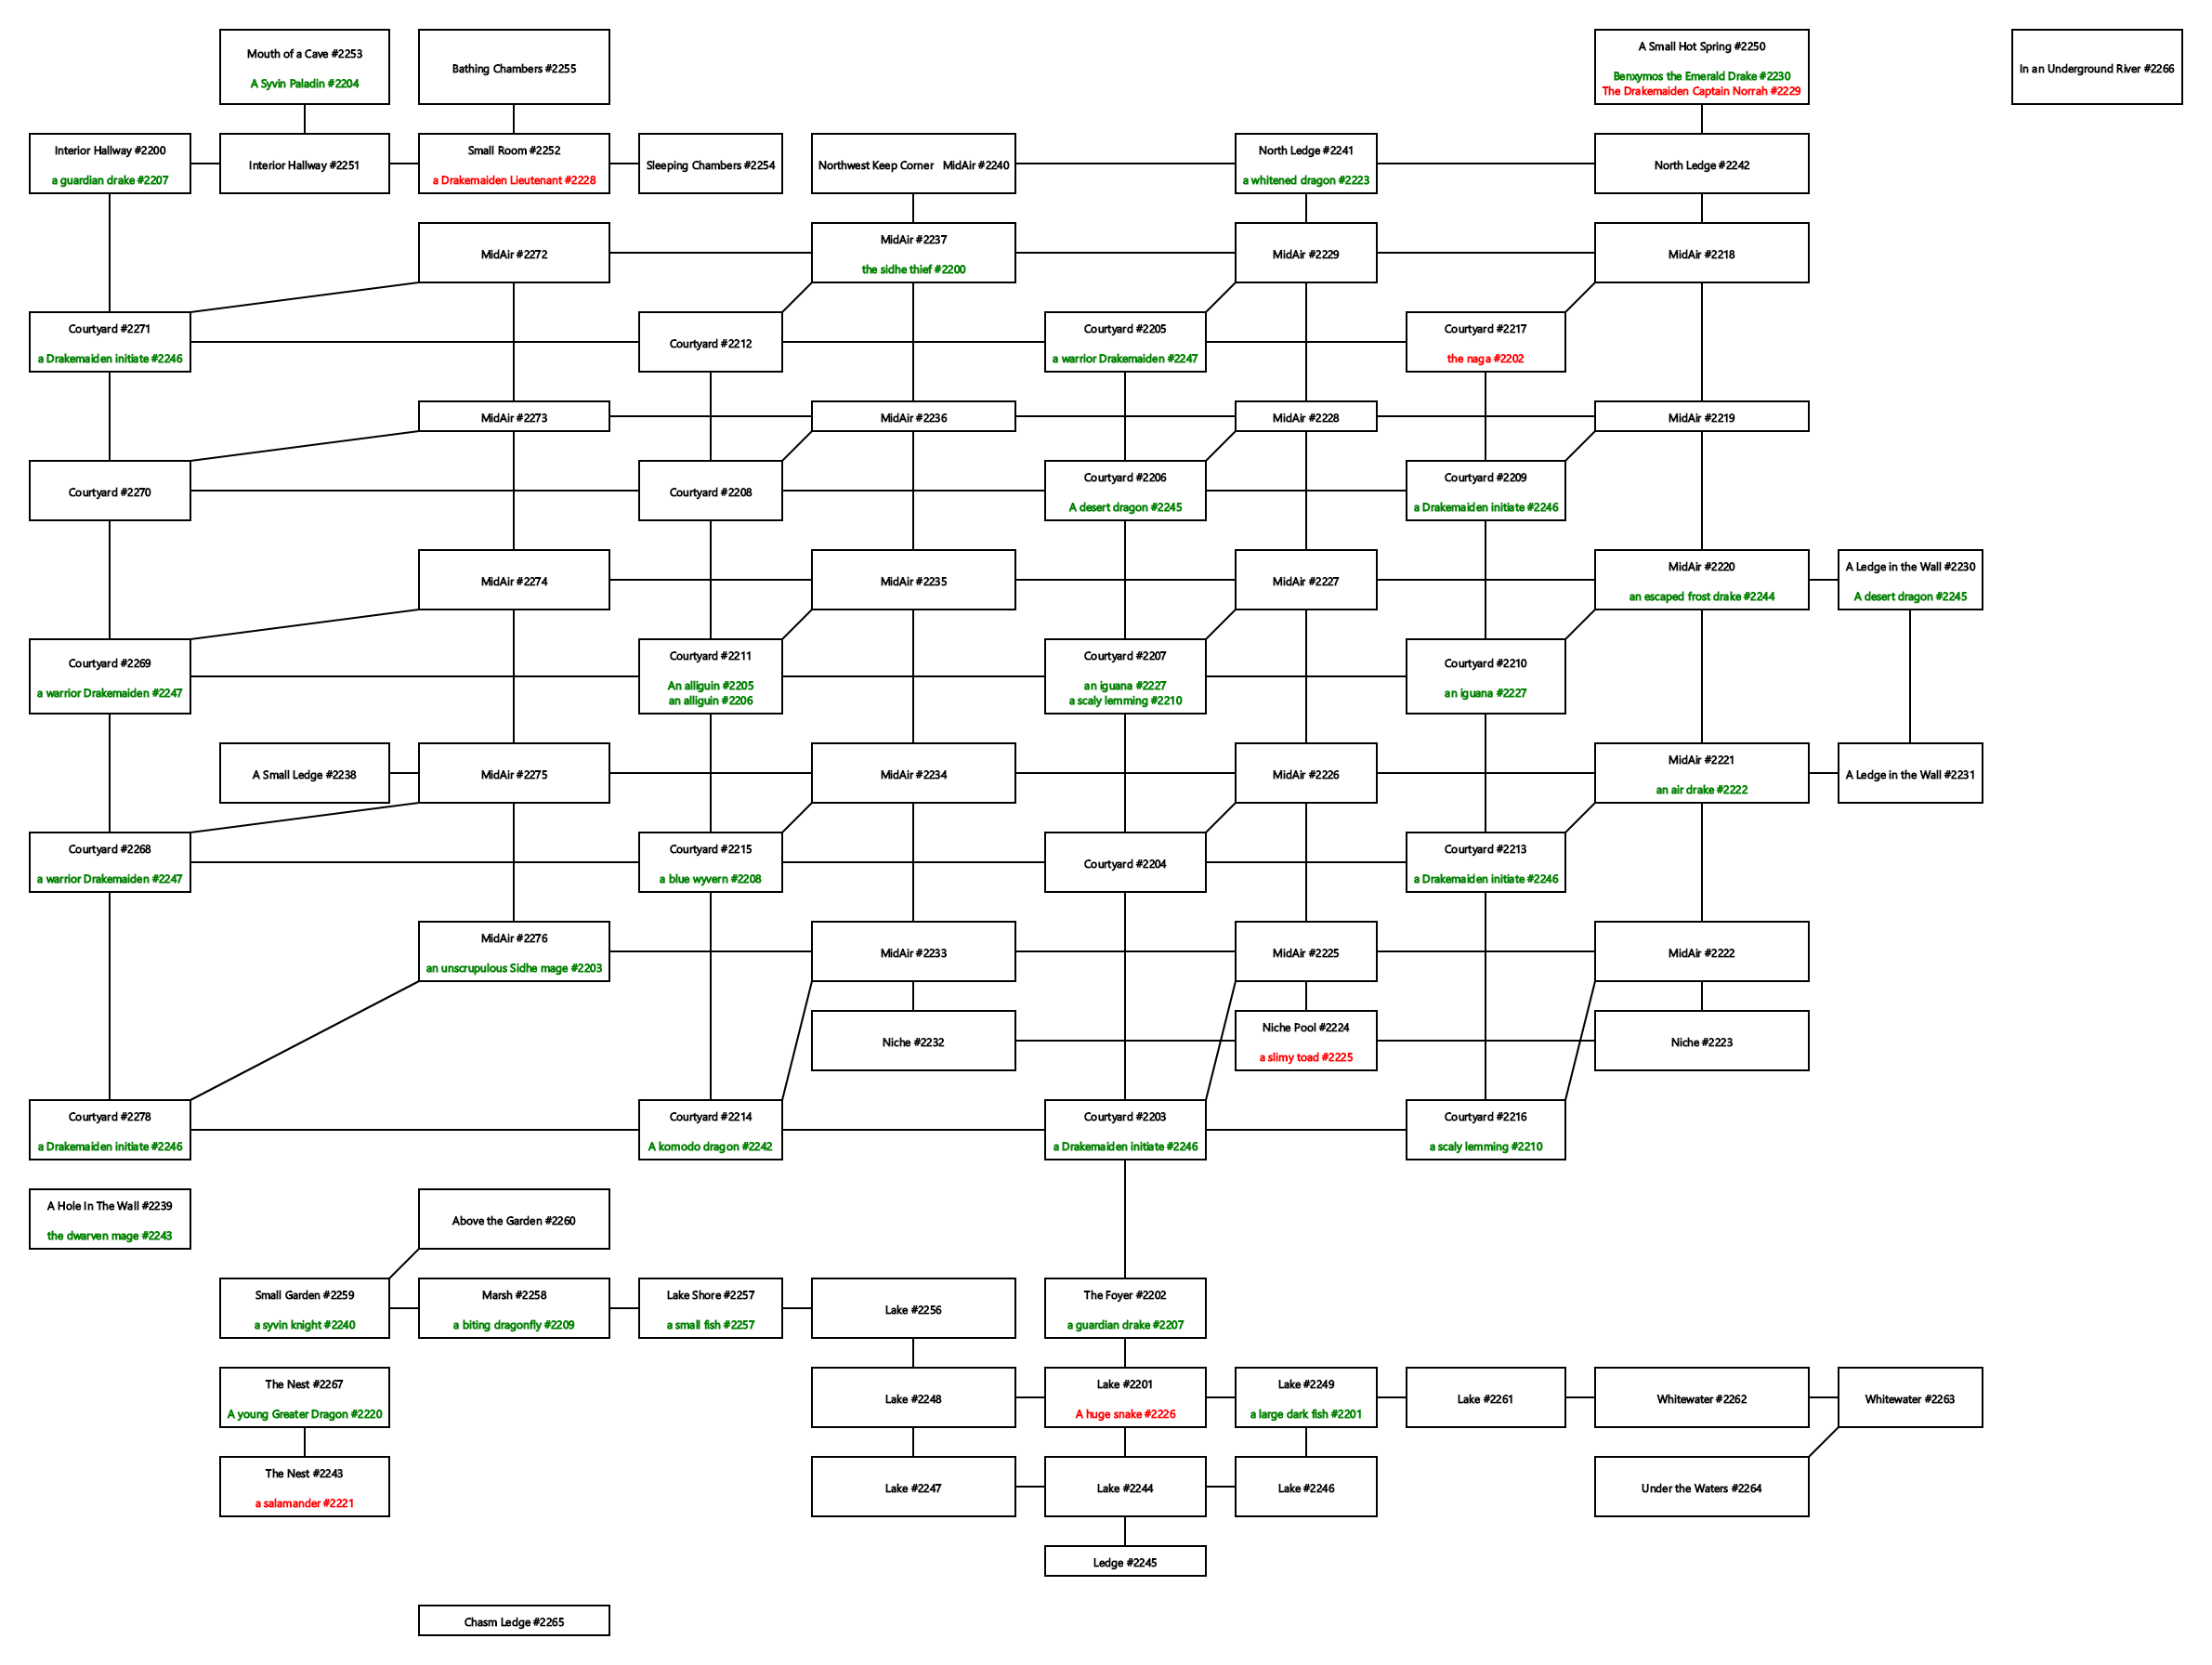 Mouth of a Cave #2253
A Syvin Paladin #2204
Bathing Chambers #2255
A Small Hot Spring #2250
Benxymos the Emerald Drake #2230
The Drakemaiden Captain Norrah #2229
In an Underground River #2266
Interior Hallway #2200
a guardian drake #2207
Interior Hallway #2251
Small Room #2252
a Drakemaiden Lieutenant #2228
Sleeping Chambers #2254
Northwest Keep Corner MidAir #2240
North Ledge #2241
a whitened dragon #2223
North Ledge #2242
MidAir #2272
MidAir #2237
the sidhe thief #2200
MidAir #2229
MidAir #2218
Courtyard #2271
a Drakemaiden initiate #2246
Courtyard #2212
Courtyard #2205
a warrior Drakemaiden #2247
Courtyard #2217
the naga #2202
MidAir #2273
MidAir #2236
MidAir #2228
MidAir #2219
Courtyard #2270
Courtyard #2208
Courtyard #2206
A desert dragon #2245
Courtyard #2209
a Drakemaiden initiate #2246
MidAir #2274
MidAir #2235
MidAir #2227
MidAir #2220
an escaped frost drake #2244
A Ledge in the Wall #2230
A desert dragon #2245
Courtyard #2269
a warrior Drakemaiden #2247
Courtyard #2211
An alliguin #2205
an alliguin #2206
Courtyard #2207
an iguana #2227
a scaly lemming #2210
Courtyard #2210
an iguana #2227
A Small Ledge #2238
MidAir #2275
MidAir #2234
MidAir #2226
MidAir #2221
an air drake #2222
A Ledge in the Wall #2231
Courtyard #2268
a warrior Drakemaiden #2247
Courtyard #2215
a blue wyvern #2208
Courtyard #2204
Courtyard #2213
a Drakemaiden initiate #2246
MidAir #2276
an unscrupulous Sidhe mage #2203
MidAir #2233
MidAir #2225
MidAir #2222
Niche #2232
Niche Pool #2224
a slimy toad #2225
Niche #2223
Courtyard #2278
a Drakemaiden initiate #2246
Courtyard #2214
A komodo dragon #2242
Courtyard #2203
a Drakemaiden initiate #2246
Courtyard #2216
a scaly lemming #2210
A Hole In The Wall #2239
the dwarven mage #2243
Above the Garden #2260
Small Garden #2259
a syvin knight #2240
Marsh #2258
a biting dragonfly #2209
Lake Shore #2257
a small fish #2257
Lake #2256
The Foyer #2202
a guardian drake #2207
The Nest #2267
A young Greater Dragon #2220
Lake #2248
Lake #2201
A huge snake #2226
Lake #2249
a large dark fish #2201
Lake #2261
Whitewater #2262
Whitewater #2263
The Nest #2243
a salamander #2221
Lake #2247
Lake #2244
Lake #2246
Under the Waters #2264
Ledge #2245
Chasm Ledge #2265